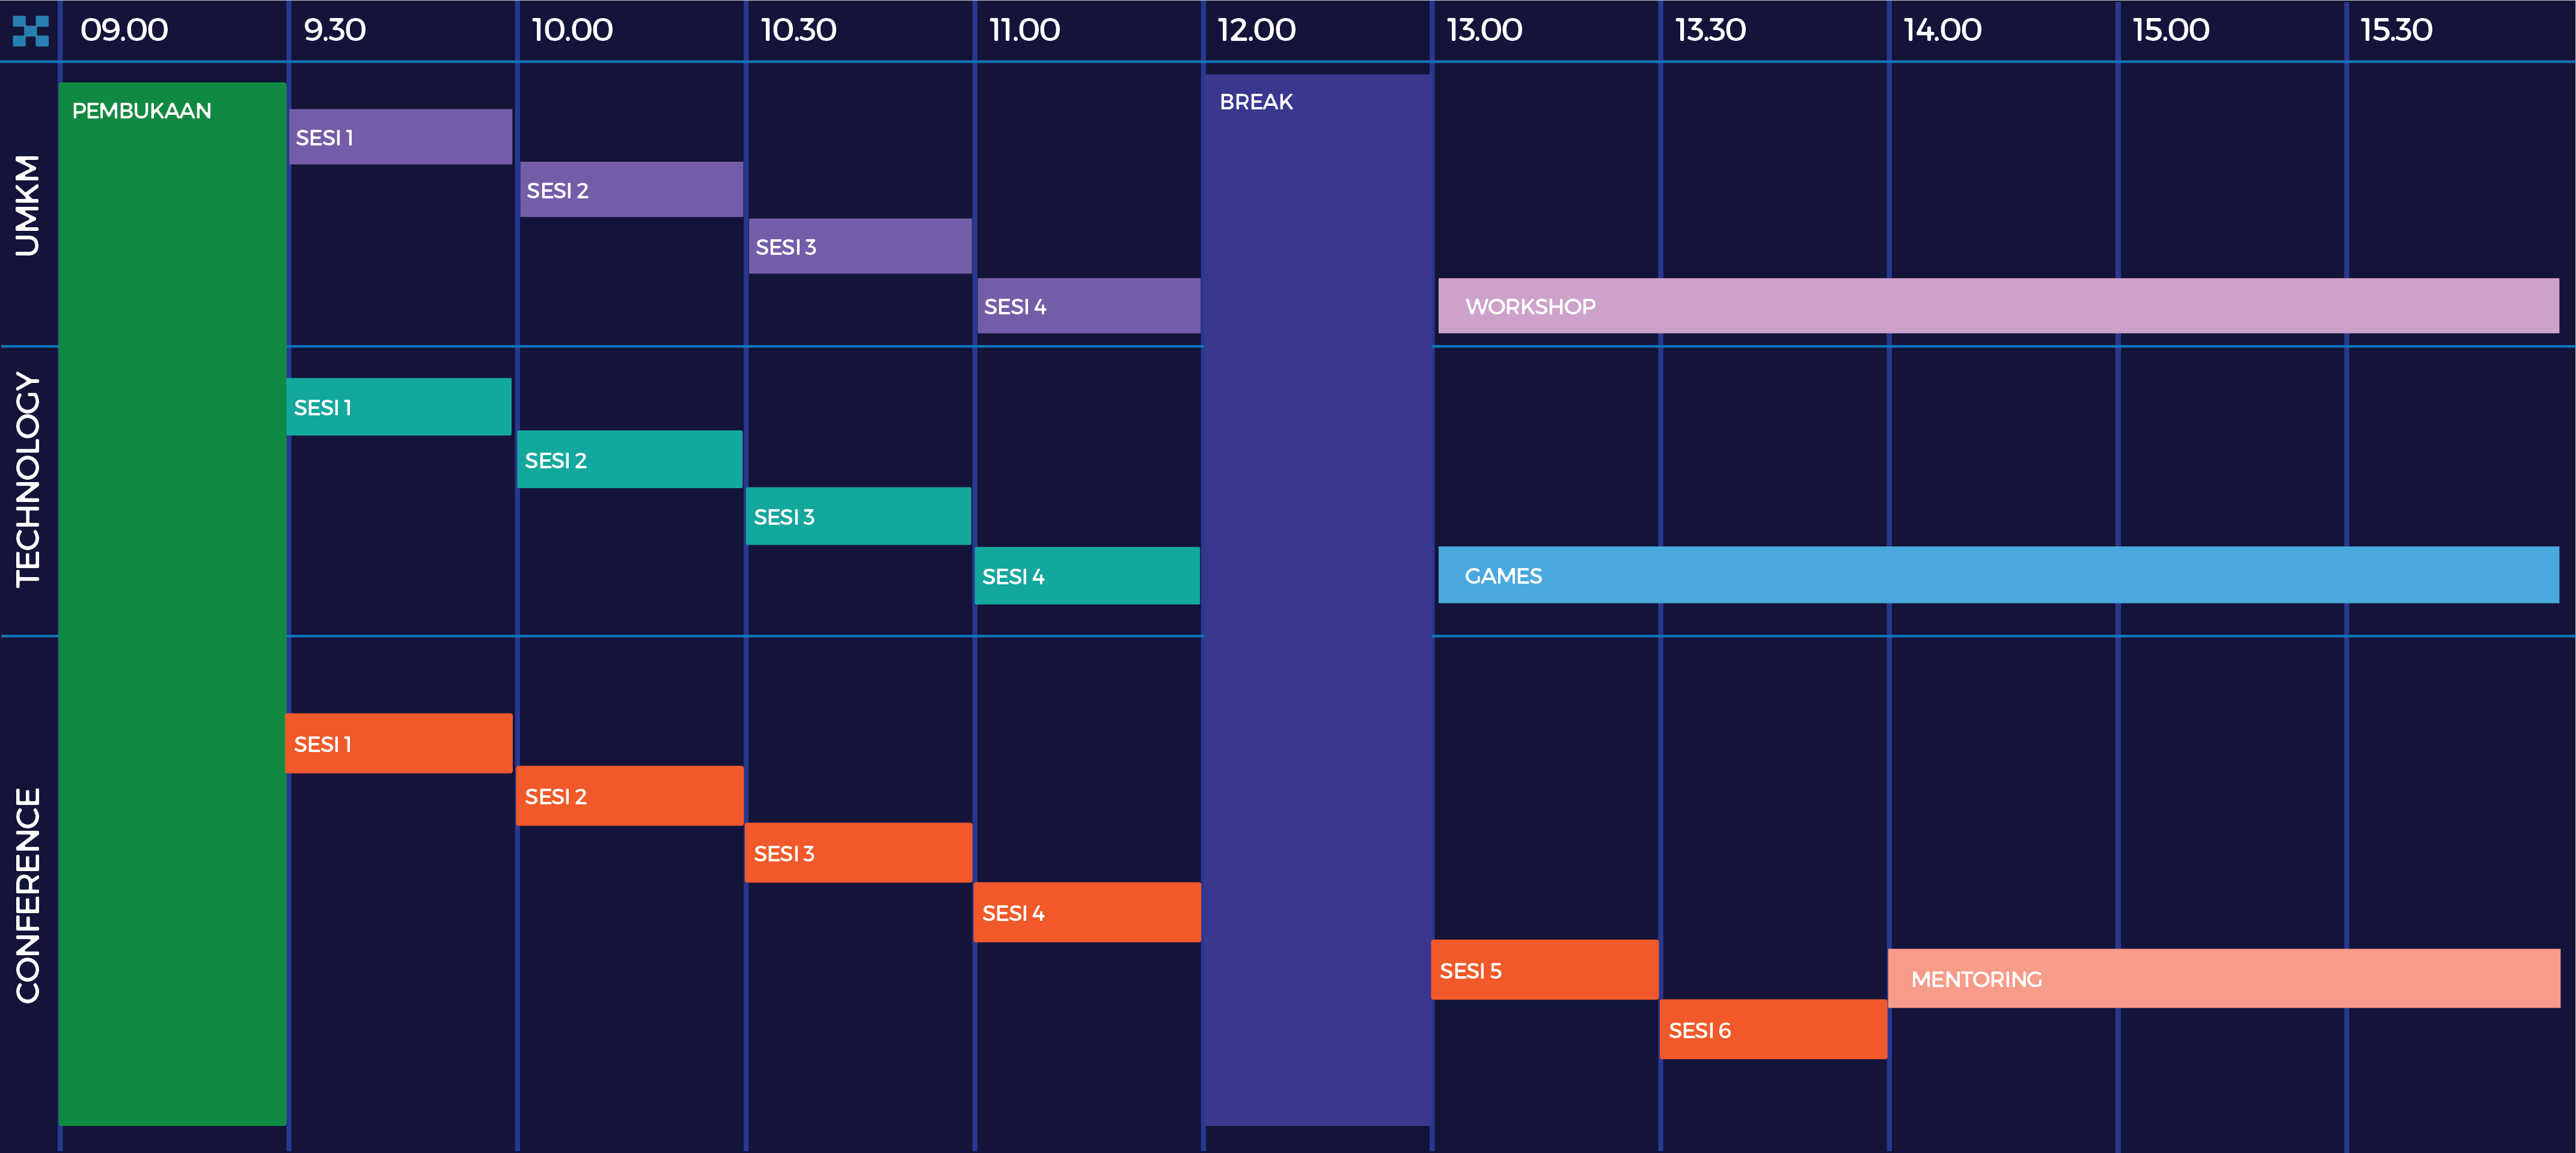 09.00 9.30 10.00 10.30 11.00 12.00 13.00 13.30 14.00 15.00 15.30
UMKM
PEMBUKAAN
BREAK
SESI 1
SESI 2
SESI 3
SESI 4
WORKSHOP
TECHNOLOGY
SESI 1
SESI 2
SESI 3
SESI 4
GAMES
CONFERENCE
SESI 1
SESI 2
SESI 3
SESI 4
SESI 5
MENTORING
SESI 6